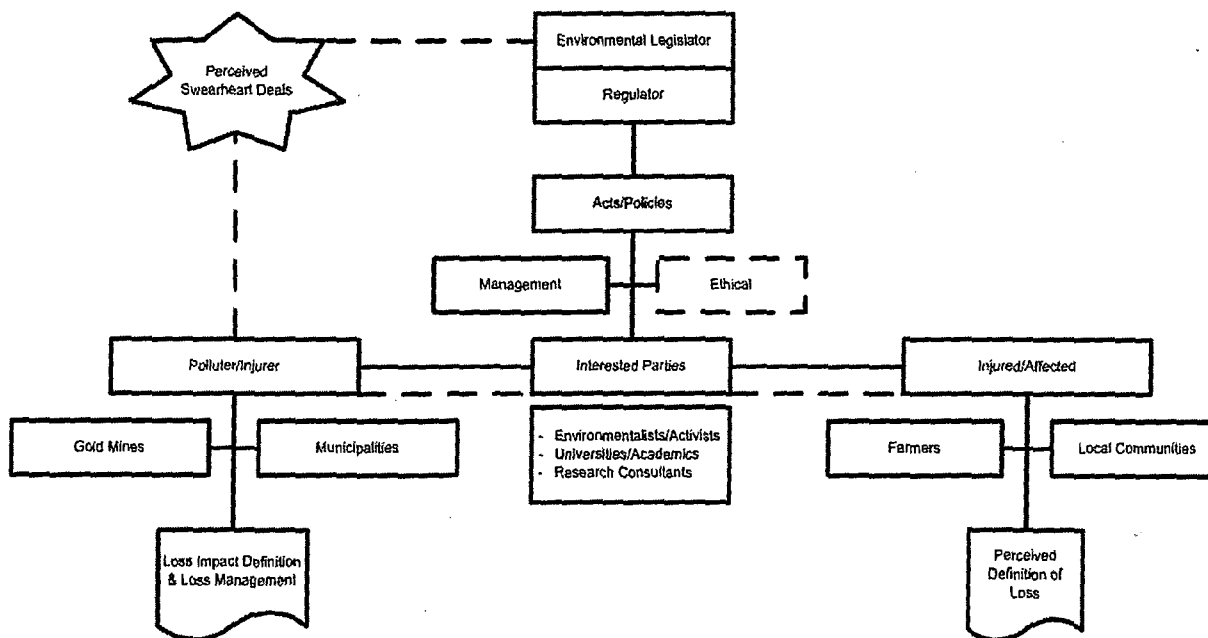 Environmental Legislator
Perceived
Swearheart Deals
Regulator
Acts/Policies
Management
Ethical
Polluter/Injurer
Interested Parties
Injured/Affected
Gold Mines
Municipalities
- Environmentalists/Activists
- Universities/Academics
- Research Consultants
Farmers
Local Communities
Loss Impact Definition
& Loss Management
Perceived
Definition of
Loss